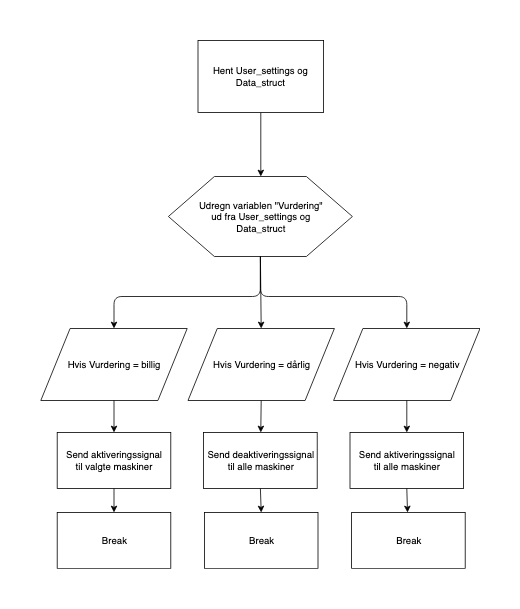 Hent User_settings og
Data_struct
Udregn variablen "Vurdering"
ud fra User_settings og
Data_struct
Hvis Vurdering = billig
Hvis Vurdering = dårlig
Hvis Vurdering = negativ
Send aktiveringssignal
til valgte maskiner
Send deaktiveringssignal
til alle maskiner
Send aktiveringssignal
til alle maskiner
Break
Break
Break